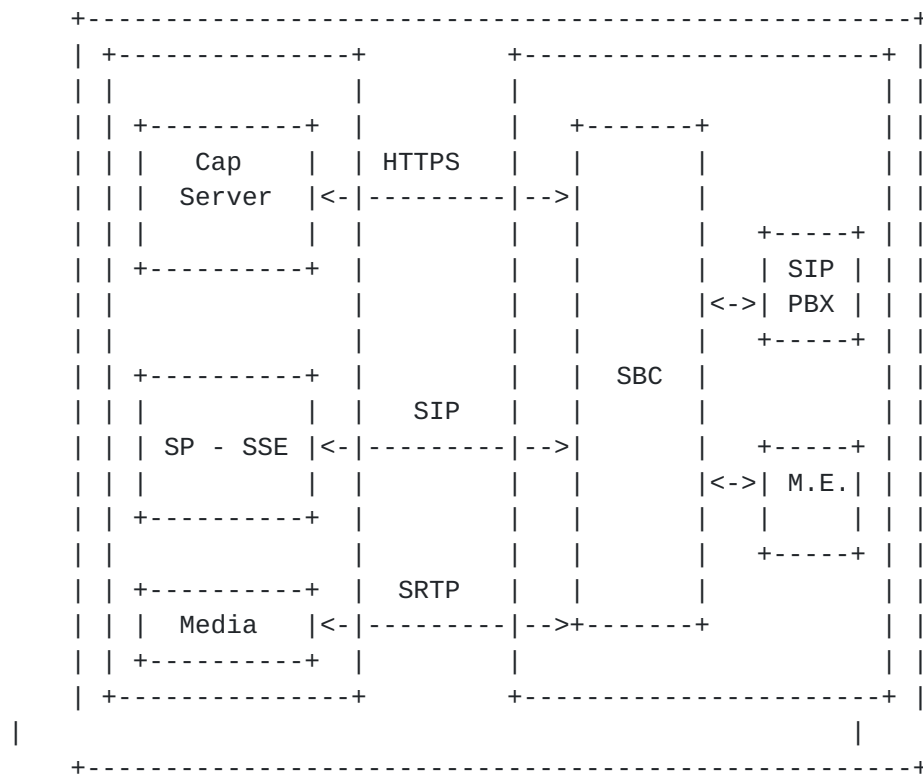 Cap
HTTPS
Server
SIP
PBX
SBC
SIP
SP - SSE
M.E.
SRTP
Media